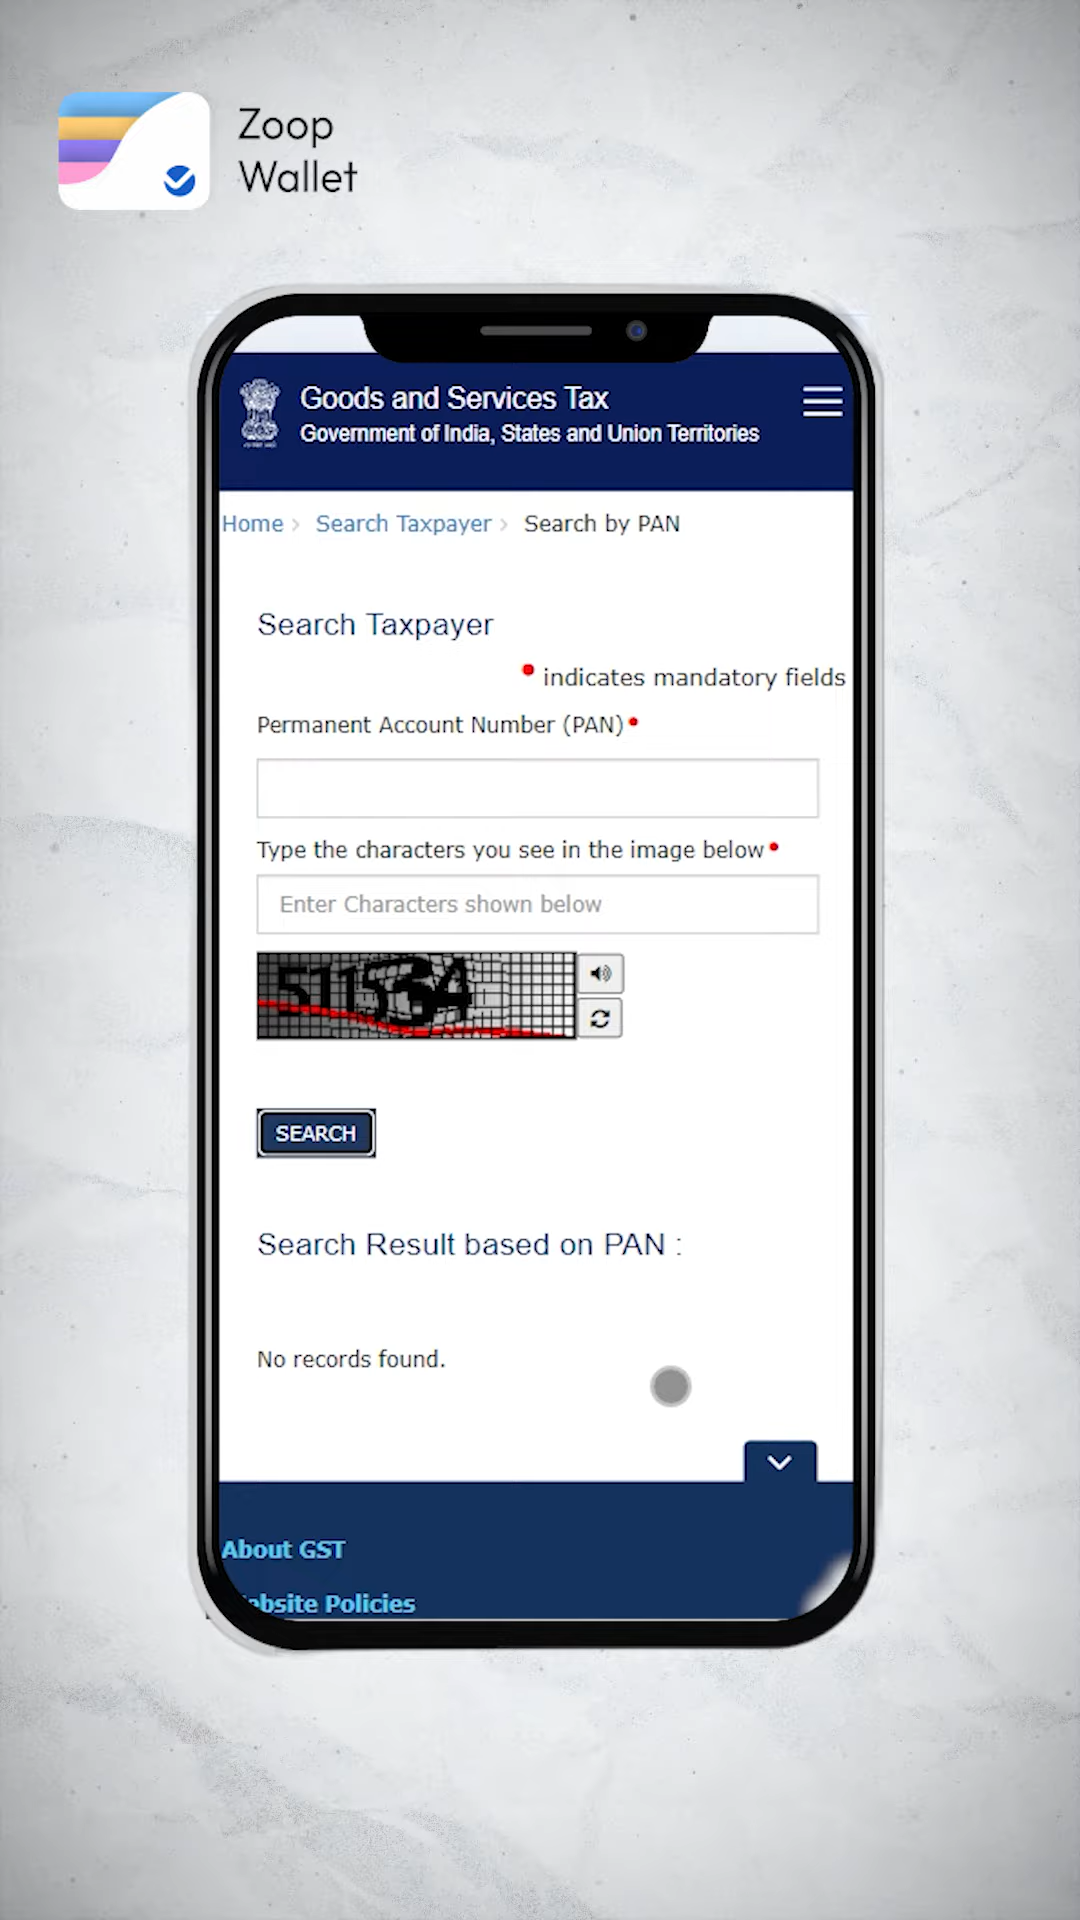 Zoop
Wallet
Goods and Services Tax
Government of India, States and Union Territories
Home › Search Taxpayer › Search by PAN
Search Taxpayer
• indicates mandatory fields
Permanent Account Number (PAN)•
Type the characters you see in the image below•
Enter Characters shown below
SEARCH
Search Result based on PAN :
No records found.
About GST
ebsite Policies